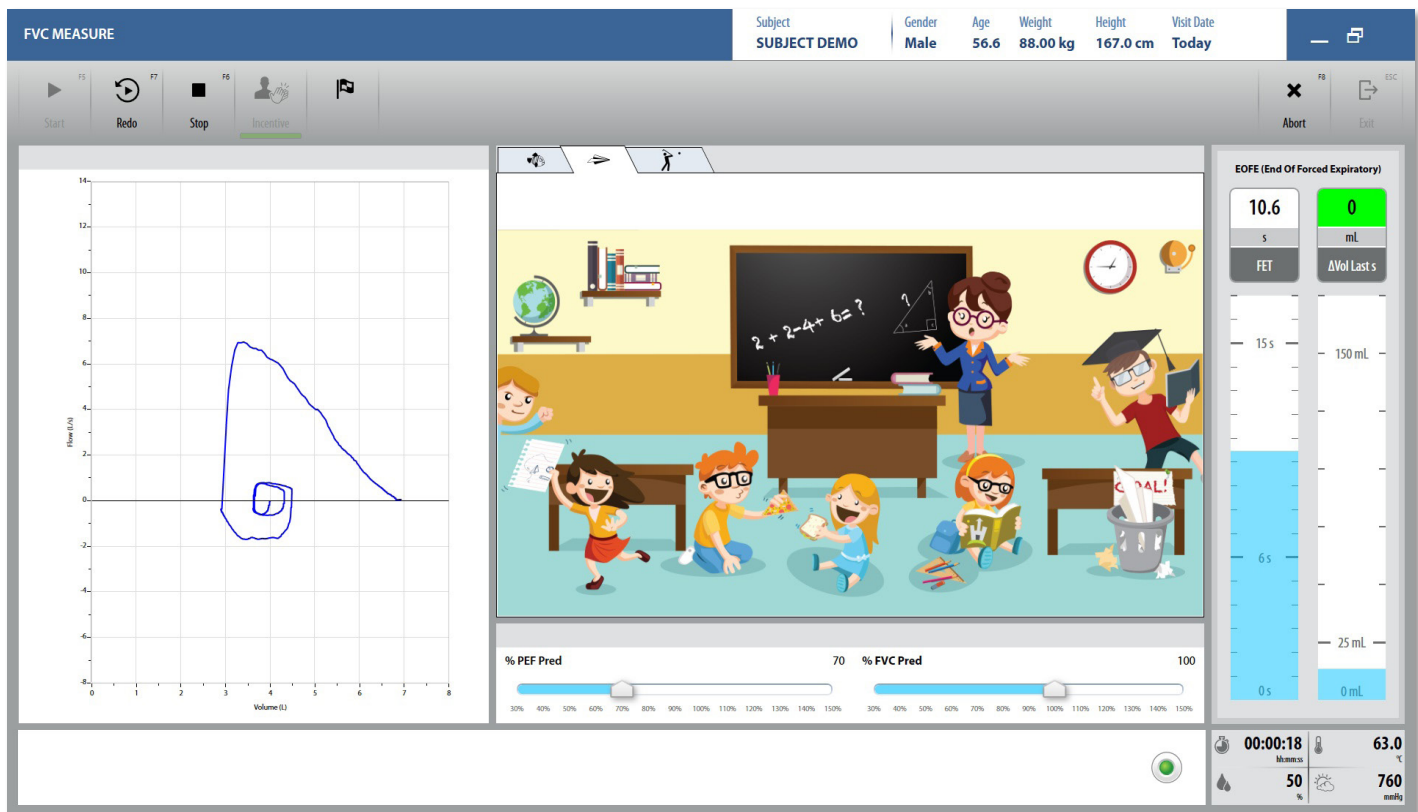 FVC MEASURE
Subject Gender Age Weight Height Visit Date
SUBJECT DEMO Male 56.6 88.00 kg 167.0 cm Today
F5 F7 F6 F8 ESC
Start Redo Stop Incentive Abort Exit
14
12
10
8
6
4
2
0
-2
-4
-6
-8
Flow (L/s)
0 1 2 3 4 5 6 7 8
Volume (L)
2 + 2-4+ 6= ?
?
GOAL!
% PEF Pred 70
30% 40% 50% 60% 70% 80% 90% 100% 110% 120% 130% 140% 150%
% FVC Pred 100
30% 40% 50% 60% 70% 80% 90% 100% 110% 120% 130% 140% 150%
EOFE (End Of Forced Expiratory)
10.6 0
s mL
FET ΔVol Last s
15 s
6 s
0 s
150 mL
25 mL
0 mL
00:00:18 63.0
hh:mm:ss °C
50 760
% mmHg